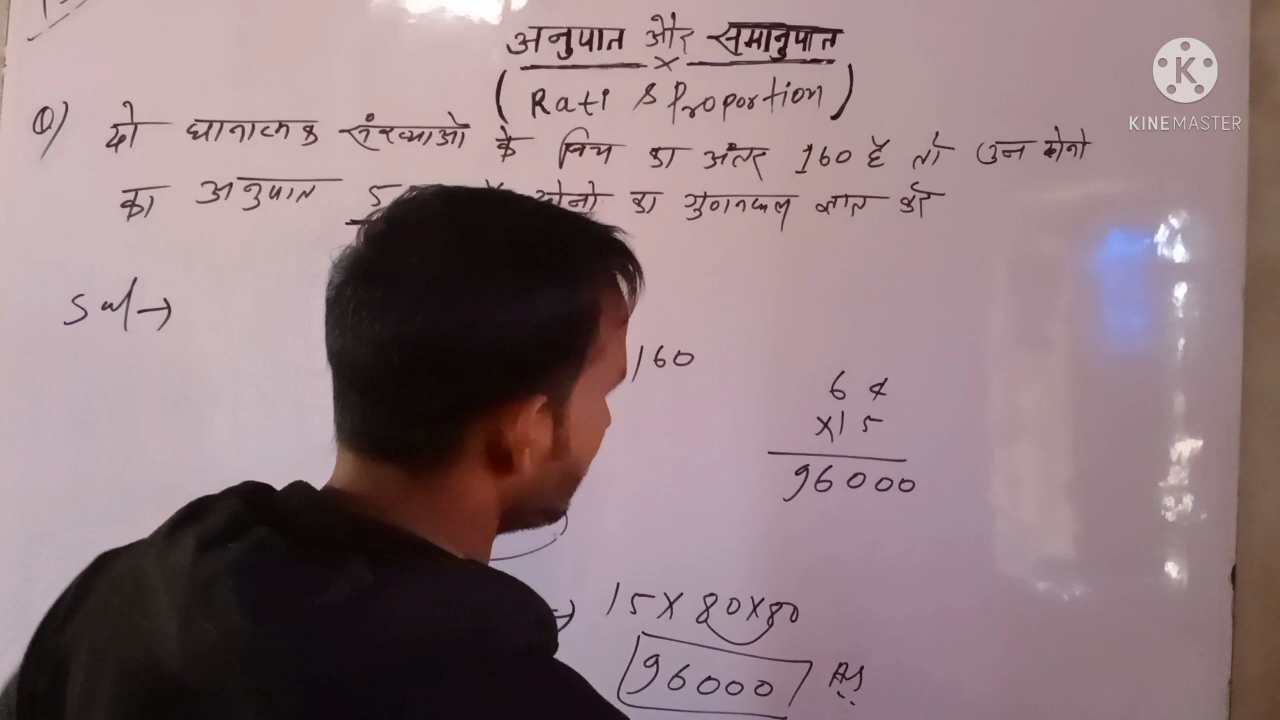 अनुपात और समानुपात
×
(Rati & Proportion)
KINEMASTER
Q) दो धानात्मक संख्याओ के विच का अंतर 160 है तो उन दोनो
का अनुपात 5 दोनो का गुणनफल ज्ञात करे
Sol→
160
64
×15
96000
15×80×80
96000 Ans